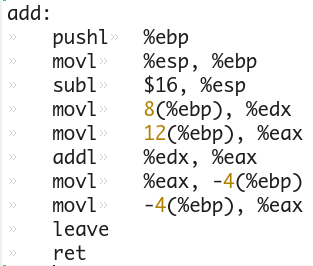 add:
» pushl» %ebp
» movl» %esp, %ebp
» subl» $16, %esp
» movl» 8(%ebp), %edx
» movl» 12(%ebp), %eax
» addl» %edx, %eax
» movl» %eax, -4(%ebp)
» movl» -4(%ebp), %eax
» leave
» ret